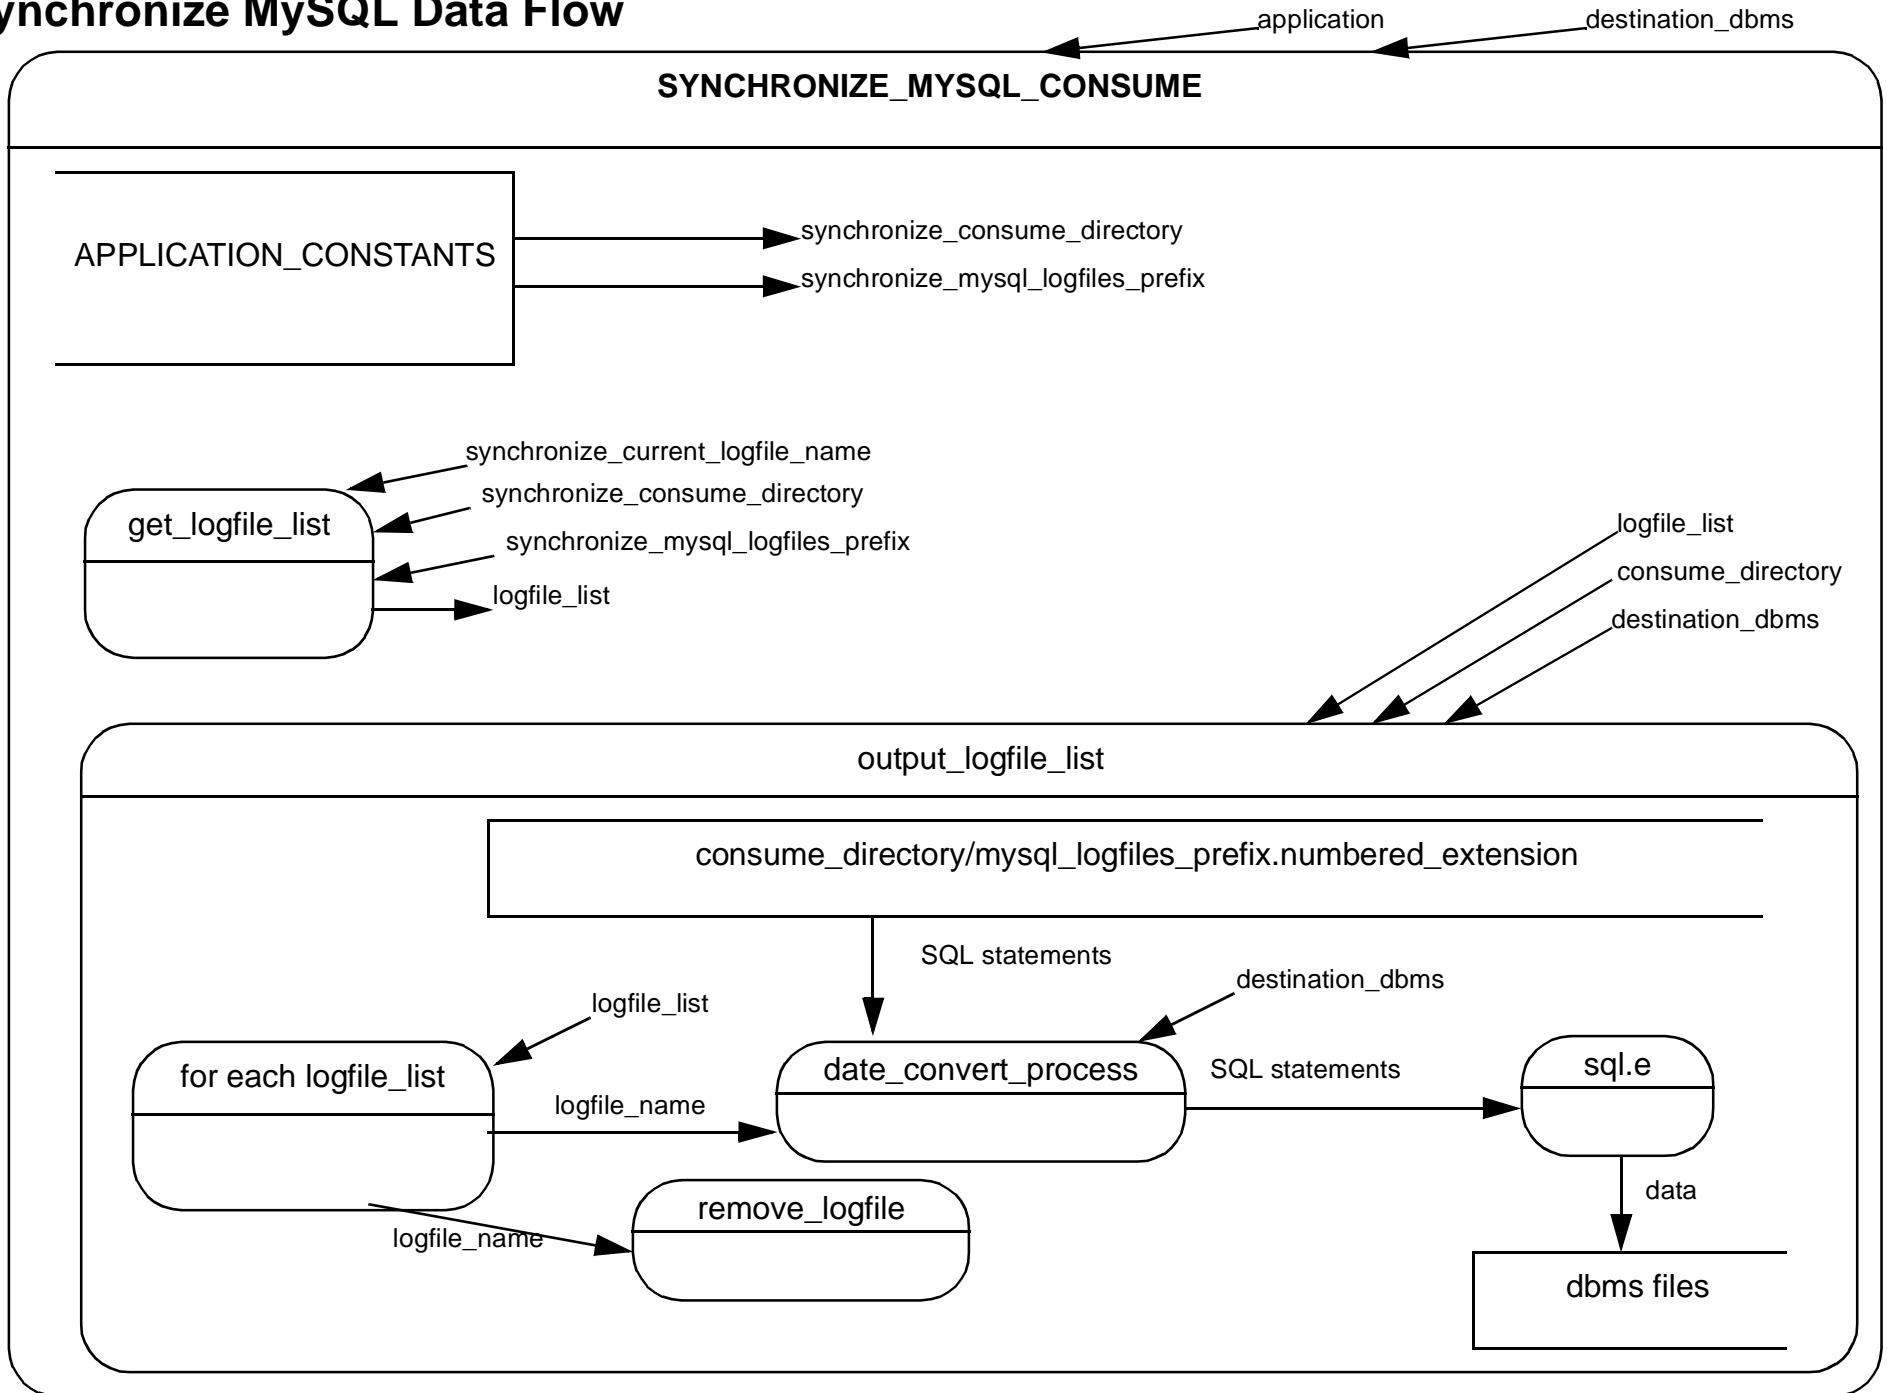 ynchronize MySQL Data Flow
application
destination_dbms
SYNCHRONIZE_MYSQL_CONSUME
APPLICATION_CONSTANTS
synchronize_consume_directory
synchronize_mysql_logfiles_prefix
synchronize_current_logfile_name
synchronize_consume_directory
get_logfile_list
synchronize_mysql_logfiles_prefix
logfile_list
logfile_list
consume_directory
destination_dbms
output_logfile_list
consume_directory/mysql_logfiles_prefix.numbered_extension
SQL statements
destination_dbms
logfile_list
for each logfile_list
date_convert_process
SQL statements
sql.e
logfile_name
data
remove_logfile
logfile_name
dbms files